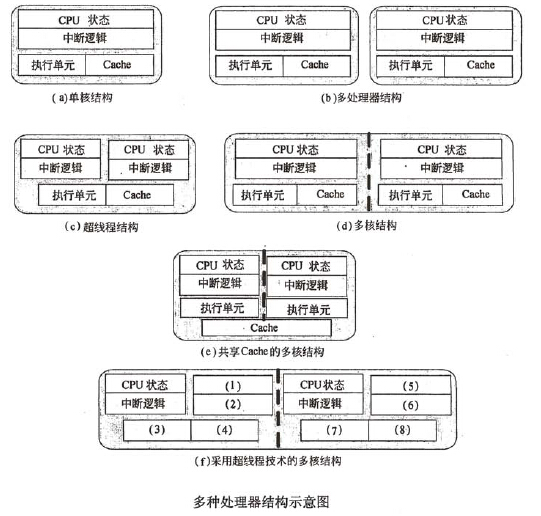 CPU 状态
中断逻辑
执行单元 Cache
(a)单核结构
CPU 状态 CPU 状态
中断逻辑 中断逻辑
执行单元 Cache 执行单元 Cache
(b)多处理器结构
CPU 状态 CPU 状态
中断逻辑 中断逻辑
执行单元 Cache
(c)超线程结构
CPU 状态 CPU 状态
中断逻辑 中断逻辑
执行单元 Cache 执行单元 Cache
(d)多核结构
CPU 状态 CPU 状态
中断逻辑 中断逻辑
执行单元 执行单元
Cache
(e)共享Cache的多核结构
CPU状态 (1) CPU状态 (5)
中断逻辑 (2) 中断逻辑 (6)
(3) (4) (7) (8)
(f)采用超线程技术的多核结构
多种处理器结构示意图